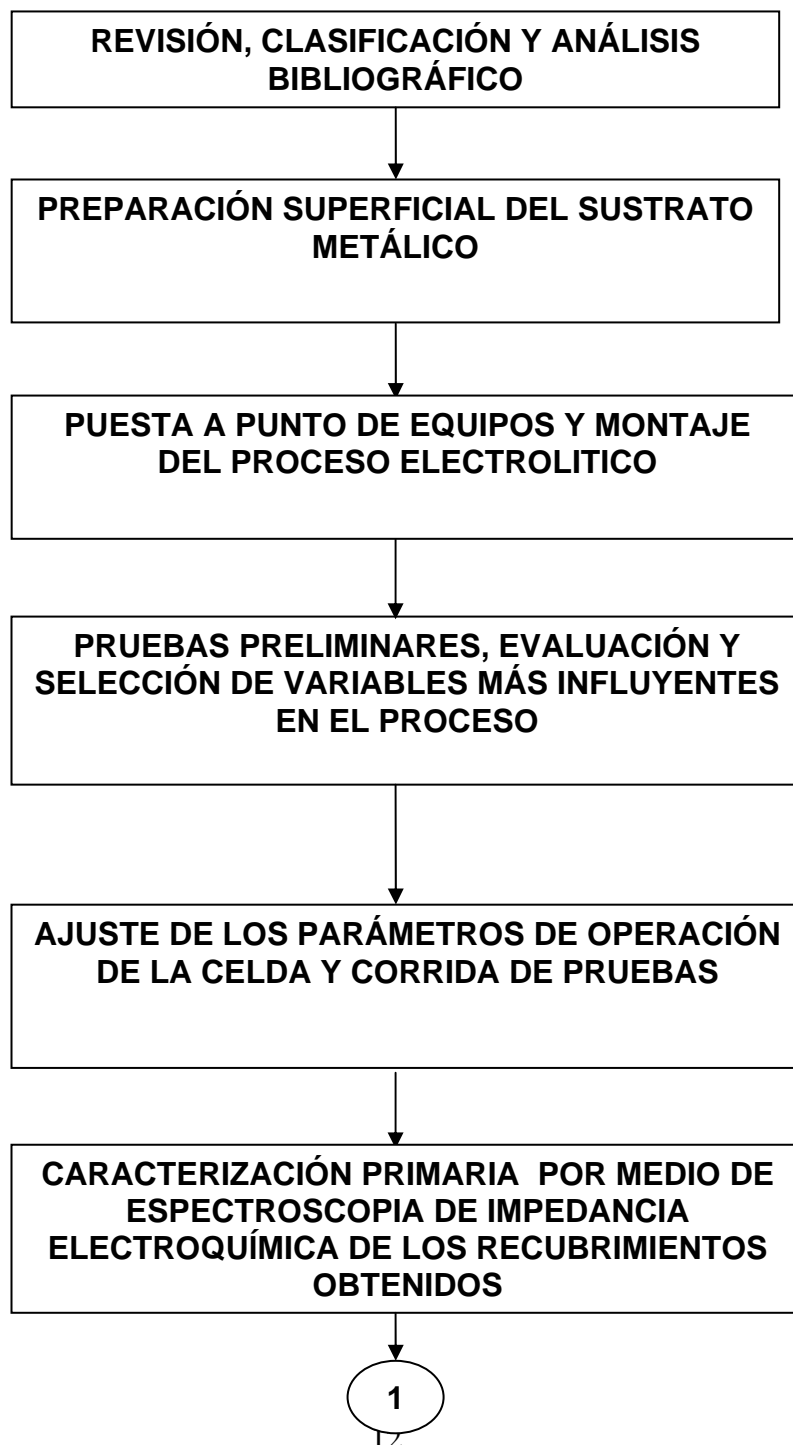 REVISIÓN, CLASIFICACIÓN Y ANÁLISIS
BIBLIOGRÁFICO
PREPARACIÓN SUPERFICIAL DEL SUSTRATO
METÁLICO
PUESTA A PUNTO DE EQUIPOS Y MONTAJE
DEL PROCESO ELECTROLITICO
PRUEBAS PRELIMINARES, EVALUACIÓN Y
SELECCIÓN DE VARIABLES MÁS INFLUYENTES
EN EL PROCESO
AJUSTE DE LOS PARÁMETROS DE OPERACIÓN
DE LA CELDA Y CORRIDA DE PRUEBAS
CARACTERIZACIÓN PRIMARIA  POR MEDIO DE
ESPECTROSCOPIA DE IMPEDANCIA
ELECTROQUÍMICA DE LOS RECUBRIMIENTOS
OBTENIDOS
1